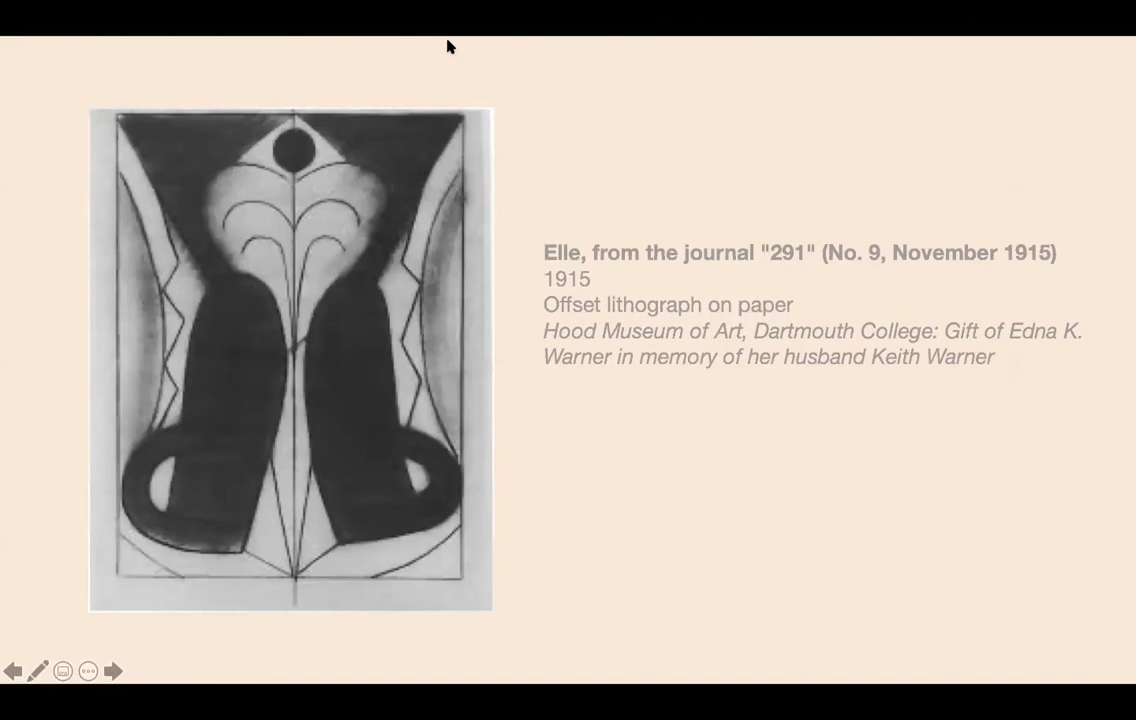 Elle, from the journal "291" (No. 9, November 1915)
1915
Offset lithograph on paper
Hood Museum of Art, Dartmouth College: Gift of Edna K.
Warner in memory of her husband Keith Warner